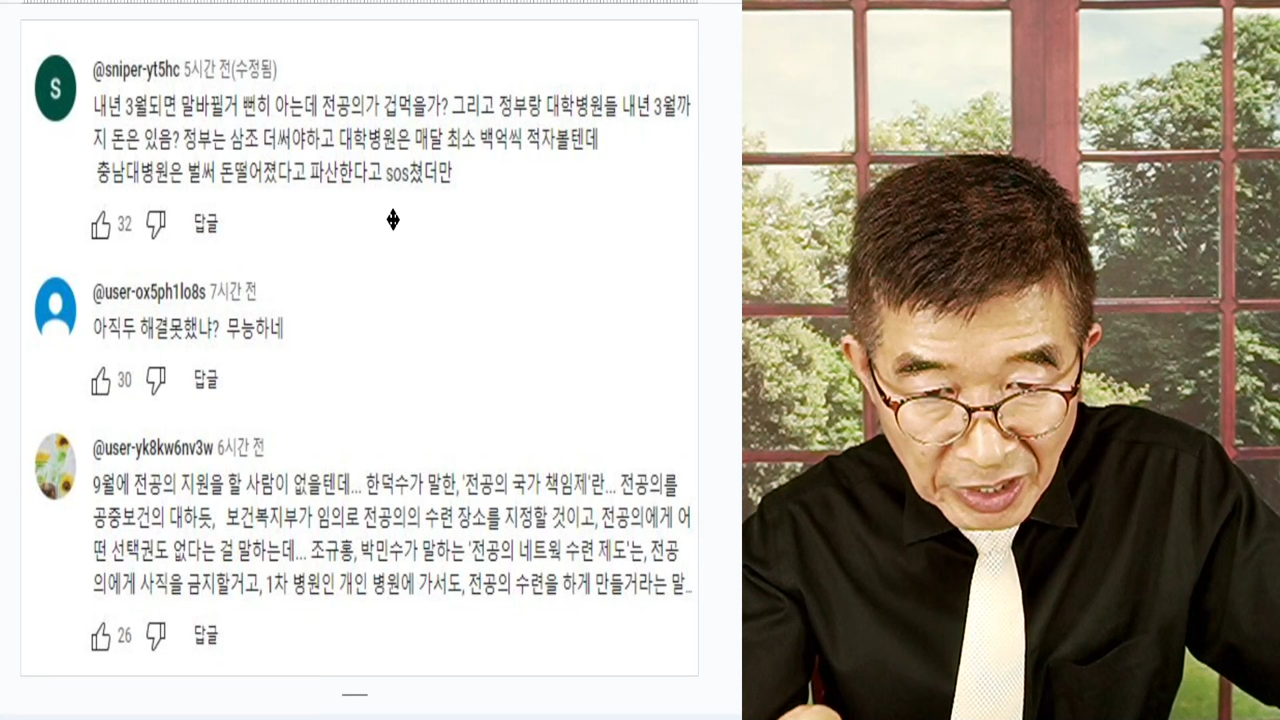 S
@sniper-yt5hc 5시간 전(수정됨)
내년 3월되면 말바뀔거 뻔히 아는데 전공의가 겁먹을가? 그리고 정부랑 대학병원들 내년 3월까
지 돈은 있음? 정부는 삼조 더써야하고 대학병원은 매달 최소 백억씩 적자볼텐데
충남대병원은 벌써 돈떨어졌다고 파산한다고 sos쳤더만
32 답글
@user-ox5ph1lo8s 7시간 전
아직두 해결못했냐? 무능하네
30 답글
@user-yk8kw6nv3w 6시간 전
9월에 전공의 지원을 할 사람이 없을텐데... 한덕수가 말한, '전공의 국가 책임제'란... 전공의를
공중보건의 대하듯, 보건복지부가 임의로 전공의의 수련 장소를 지정할 것이고, 전공의에게 어
떤 선택권도 없다는 걸 말하는데... 조규홍, 박민수가 말하는 '전공의 네트웍 수련 제도'는, 전공
의에게 사직을 금지할거고, 1차 병원인 개인 병원에 가서도, 전공의 수련을 하게 만들거라는 말...
26 답글